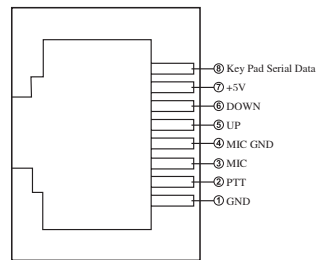 ⑧ Key Pad Serial Data
⑦ +5V
⑥ DOWN
⑤ UP
④ MIC GND
③ MIC
② PTT
① GND